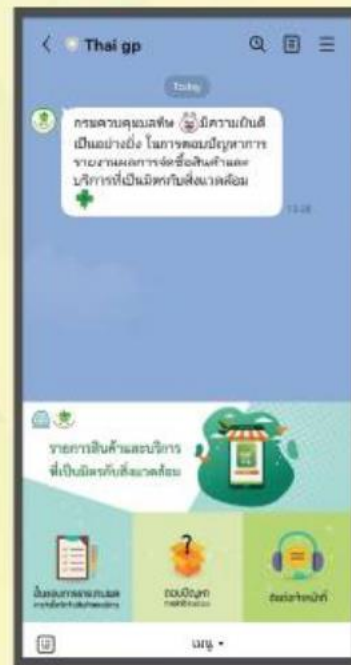 Thai gp
Today
กรมควบคุมมลพิษ มีความยินดี
เป็นอย่างยิ่ง ในการตอบปัญหาการ
รายงานผลการจัดซื้อสินค้าและ
บริการที่เป็นมิตรกับสิ่งแวดล้อม
รายการสินค้าและบริการ
ที่เป็นมิตรกับสิ่งแวดล้อม
ตอบปัญหา
ติดต่อเจ้าหน้าที่
เมนู